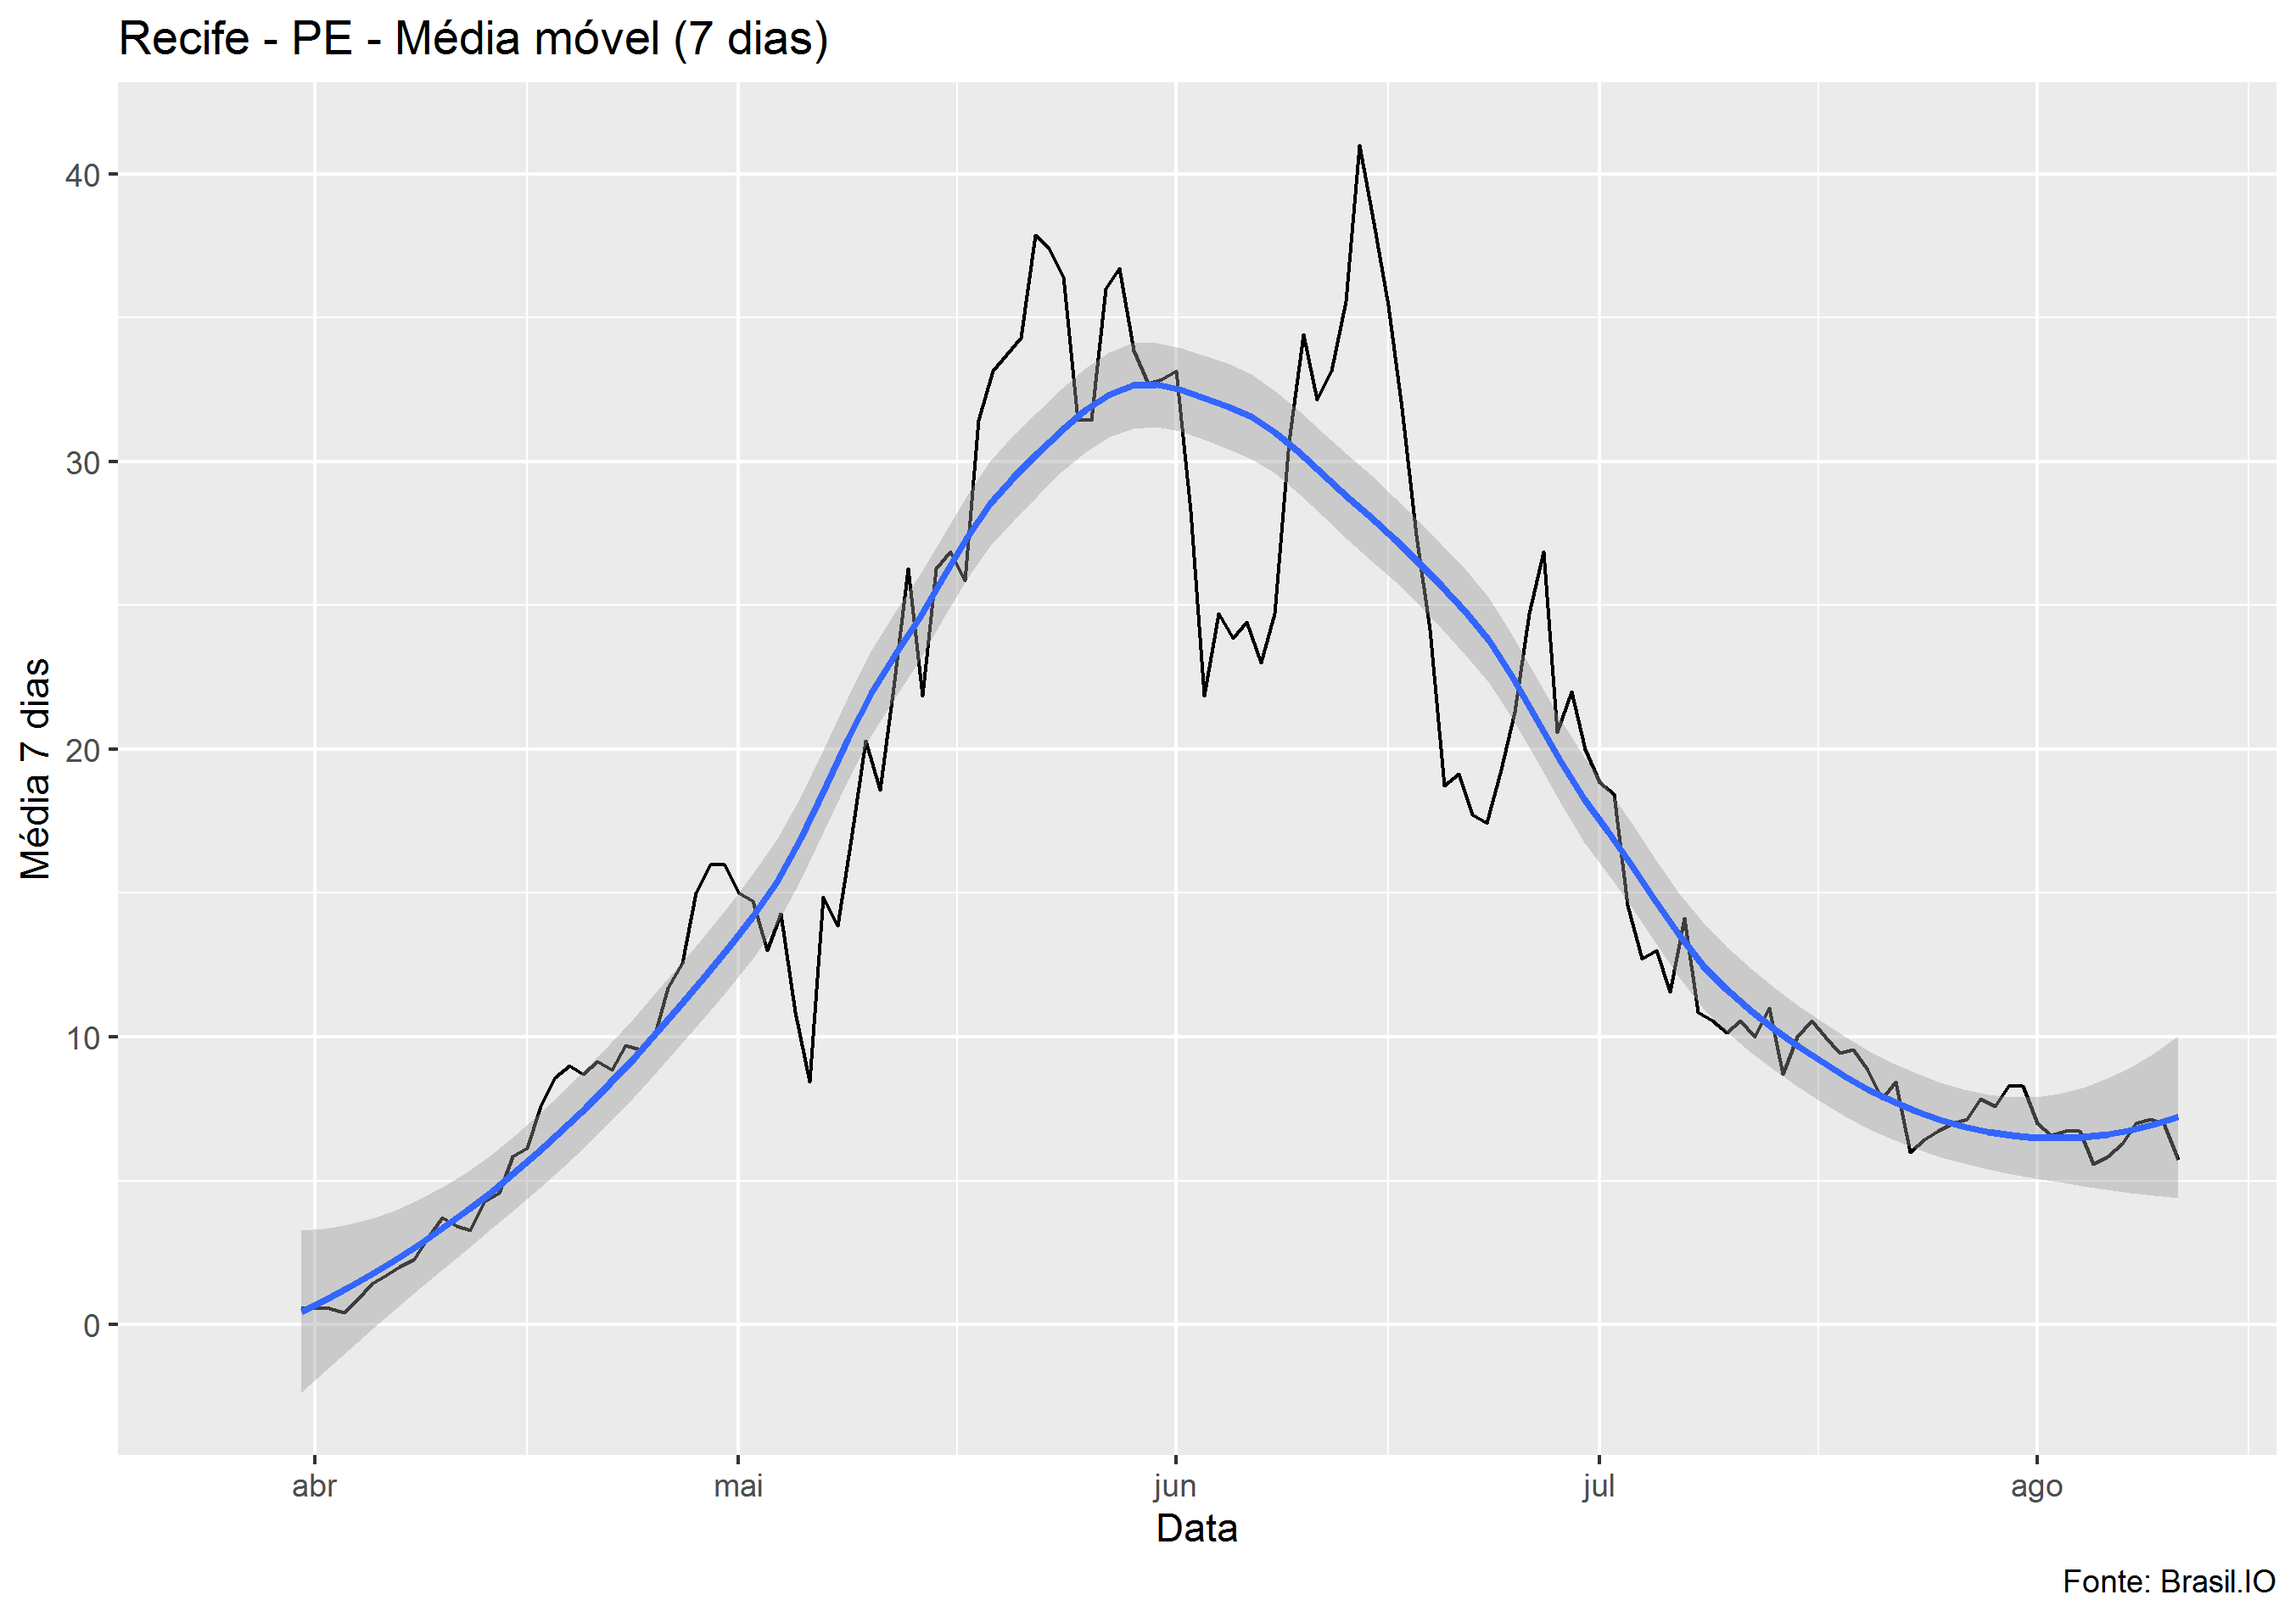 Recife - PE - Média móvel (7 dias)
Média 7 dias
40
30
20
10
0
abr mai jun jul ago
Data
Fonte: Brasil.IO